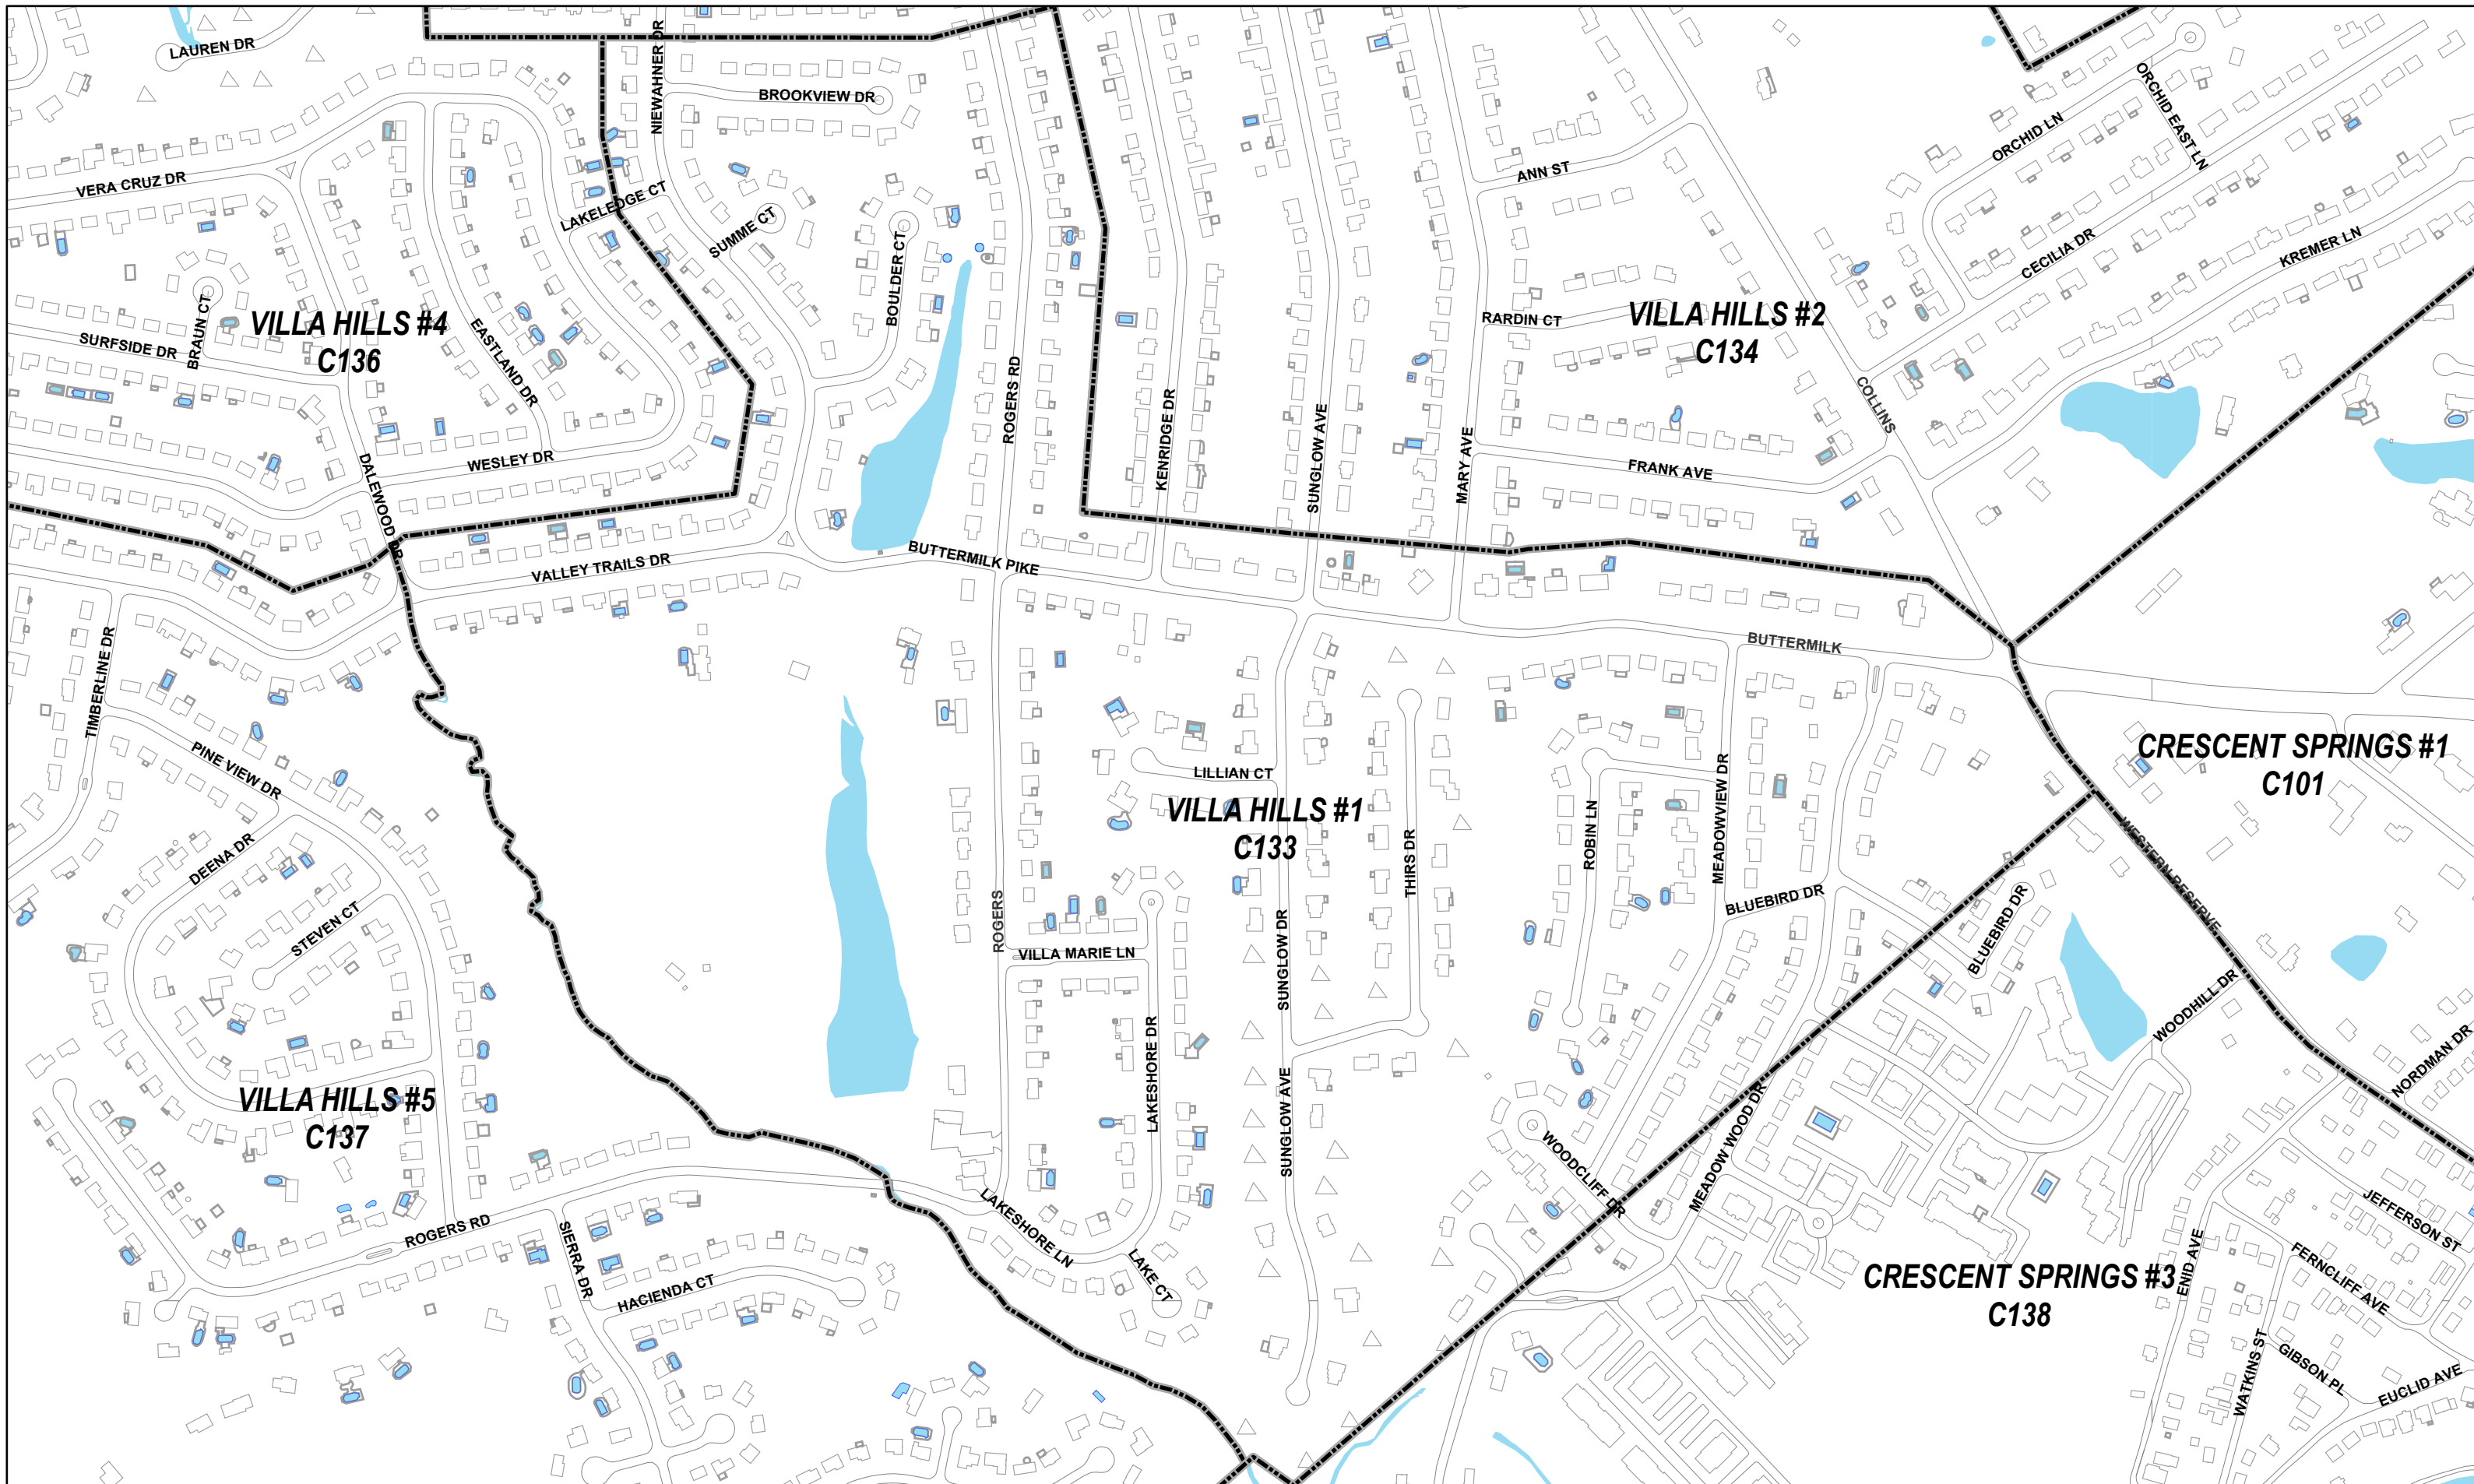 LAUREN DR
NIEWAHNER DR
BROOKVIEW DR
ORCHID LN
ORCHID EAST LN
VERA CRUZ DR
LAKELEDGE CT
SUMME CT
BOULDER CT
ANN ST
CECILIA DR
KREMER LN
BRAUN CT
SURFSIDE DR
VILLA HILLS #4
C136
EASTLAND DR
ROGERS RD
RARDIN CT
VILLA HILLS #2
C134
COLLINS
KENRIDGE DR
SUNGLOW AVE
MARY AVE
FRANK AVE
WESLEY DR
DALEWOOD DR
VALLEY TRAILS DR
BUTTERMILK PIKE
BUTTERMILK
TIMBERLINE DR
PINE VIEW DR
LILLIAN CT
VILLA HILLS #1
C133
THIRS DR
ROBIN LN
MEADOWVIEW DR
CRESCENT SPRINGS #1
C101
WESTERN RESERVE
DEENA DR
STEVEN CT
ROGERS
VILLA MARIE LN
SUNGLOW DR
BLUEBIRD DR
BLUEBIRD DR
WOODHILL DR
NORDMAN DR
LAKESHORE DR
SUNGLOW AVE
VILLA HILLS #5
C137
MEADOW WOOD DR
WOODCLIFF DR
ROGERS RD
SIERRA DR
HACIENDA CT
LAKESHORE LN
LAKE CT
CRESCENT SPRINGS #3
C138
ENID AVE
JEFFERSON ST
FERNCLIFF AVE
WATKINS ST
GIBSON PL
EUCLID AVE